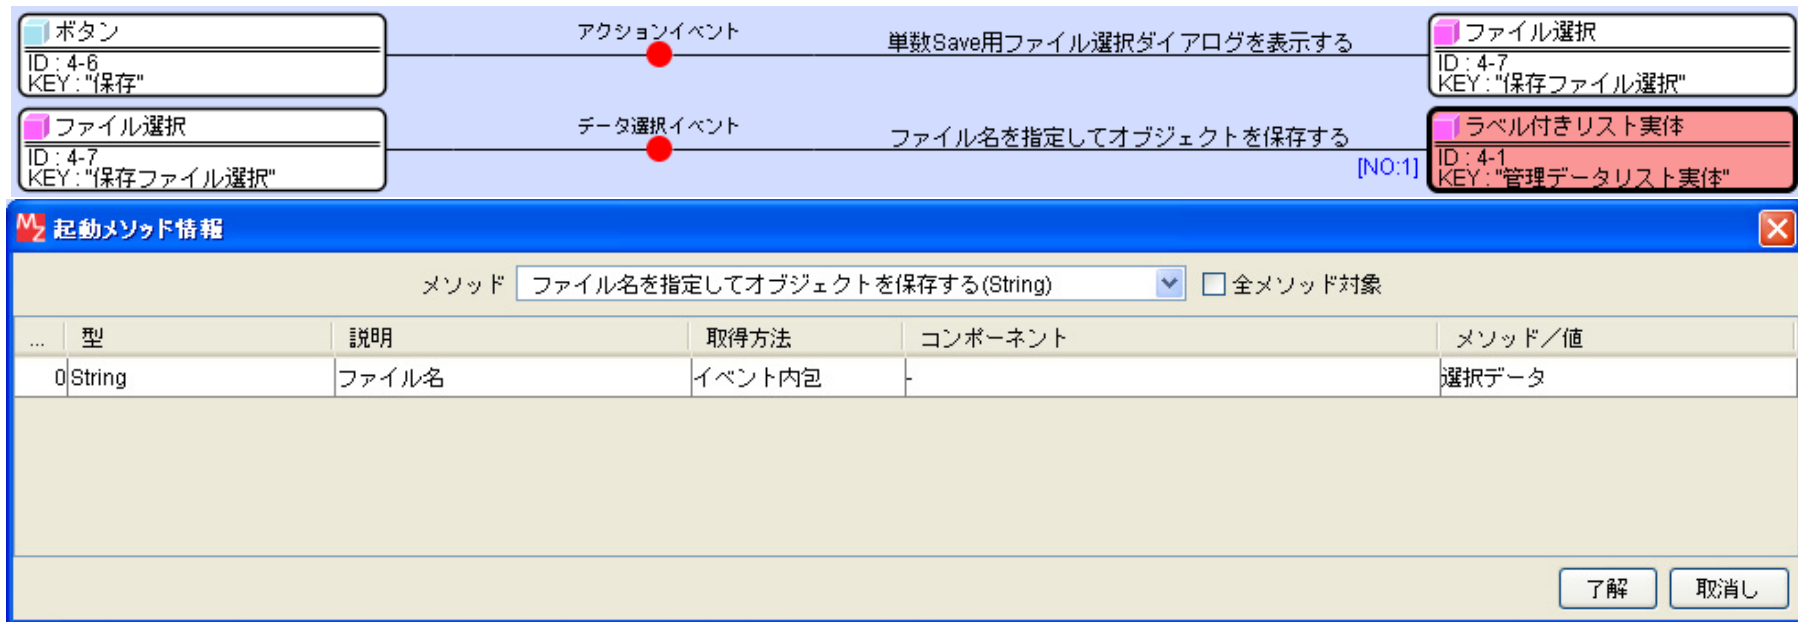 ボタン
ID : 4-6
KEY : "保存"
アクションイベント
単数Save用ファイル選択ダイアログを表示する
ファイル選択
ID : 4-7
KEY : "保存ファイル選択"
ファイル選択
ID : 4-7
KEY : "保存ファイル選択"
データ選択イベント
ファイル名を指定してオブジェクトを保存する
[NO:1]
ラベル付きリスト実体
ID : 4-1
KEY : "管理データリスト実体"
MZ 起動メソッド情報
メソッド ファイル名を指定してオブジェクトを保存する(String) 全メソッド対象
... 型 説明 取得方法 コンポーネント メソッド／値
0 String ファイル名 イベント内包 - 選択データ
了解 取消し